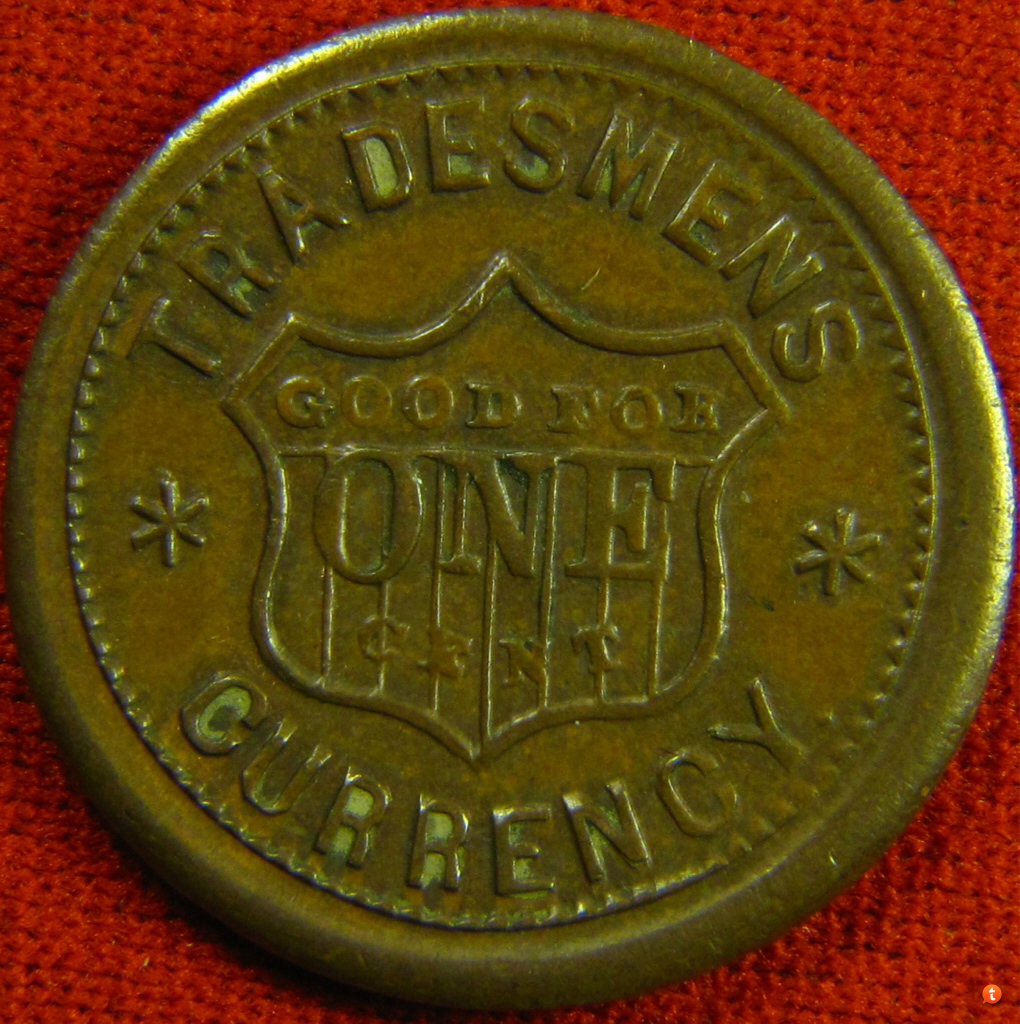 TRADESMENS
GOOD FOR
ONE
CENT
CURRENCY